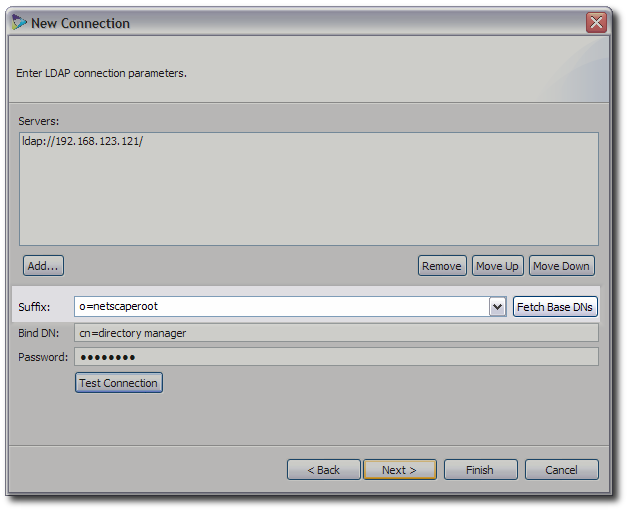 New Connection
Enter LDAP connection parameters.
Servers:
ldap://192.168.123.121/
Add... Remove Move Up Move Down
Suffix: o=netscaperoot Fetch Base DNs
Bind DN: cn=directory manager
Password: ●●●●●●●●
Test Connection
< Back Next > Finish Cancel